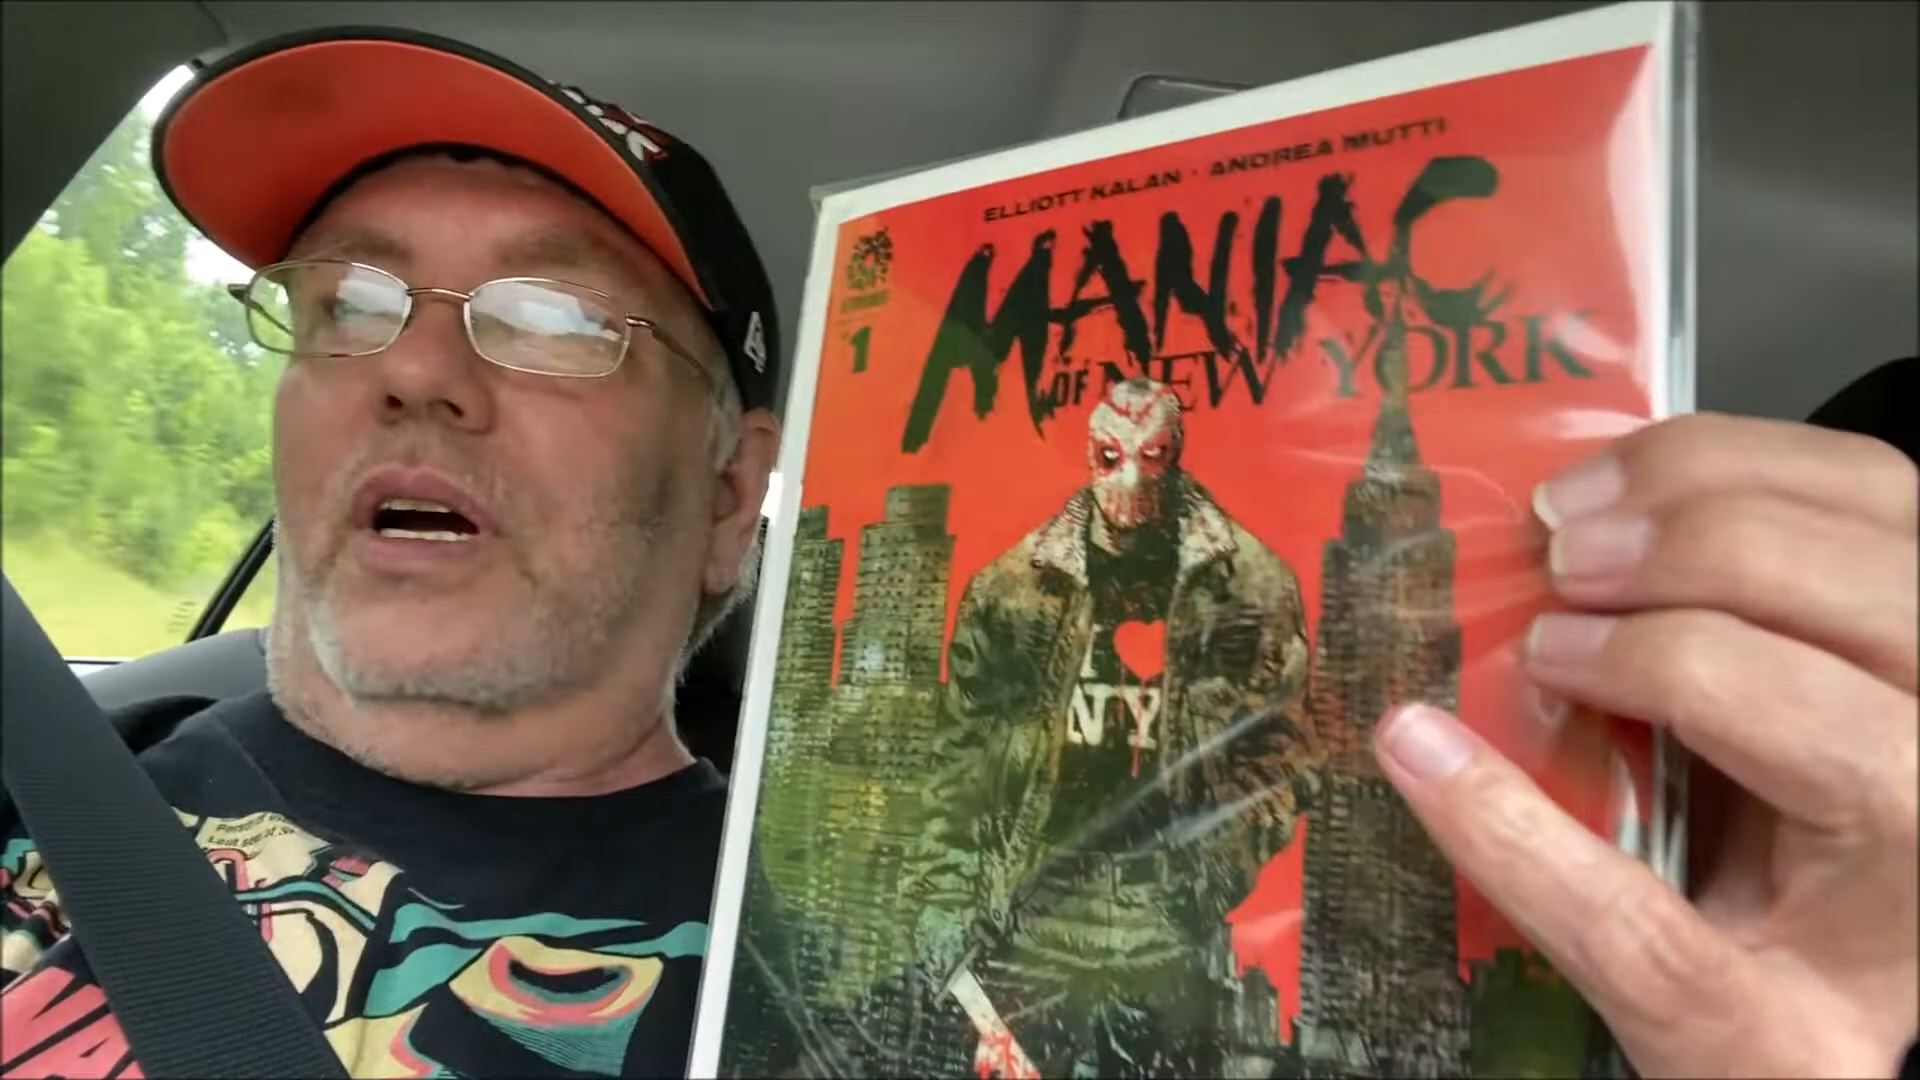 ELLIOTT KALAN · ANDREA MUTTI
MANIAC
OF NEW YORK
1
I ♥
NY